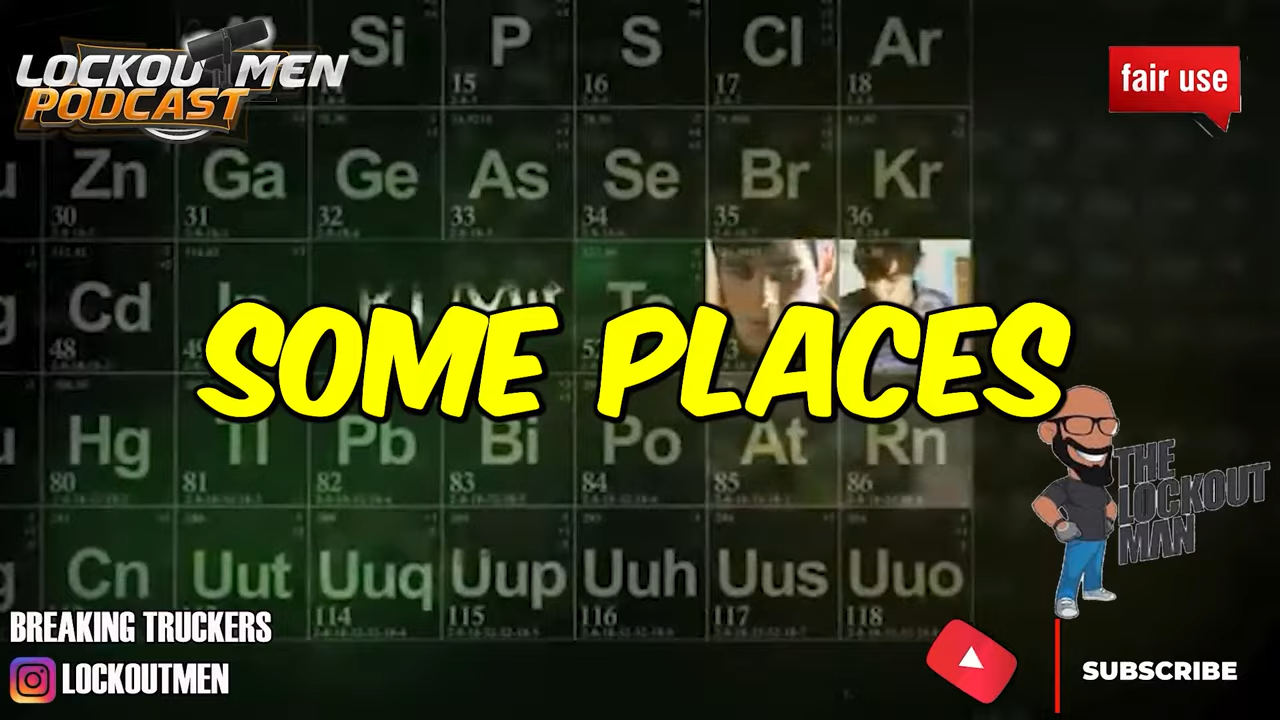 LOCKOUTMEN
PODCAST
fair use
Si P S Cl Ar
15 16 17 18
Zn Ga Ge As Se Br Kr
30 31 32 33 34 35 36
Cd
48
SOME PLACES
Hg Tl Pb Bi Po At Rn
80 81 82 83 84 85 86
THE
LOCKOUT
MAN
Cn Uut Uuq Uup Uuh Uus Uuo
114 115 116 117 118
BREAKING TRUCKERS
LOCKOUTMEN
SUBSCRIBE